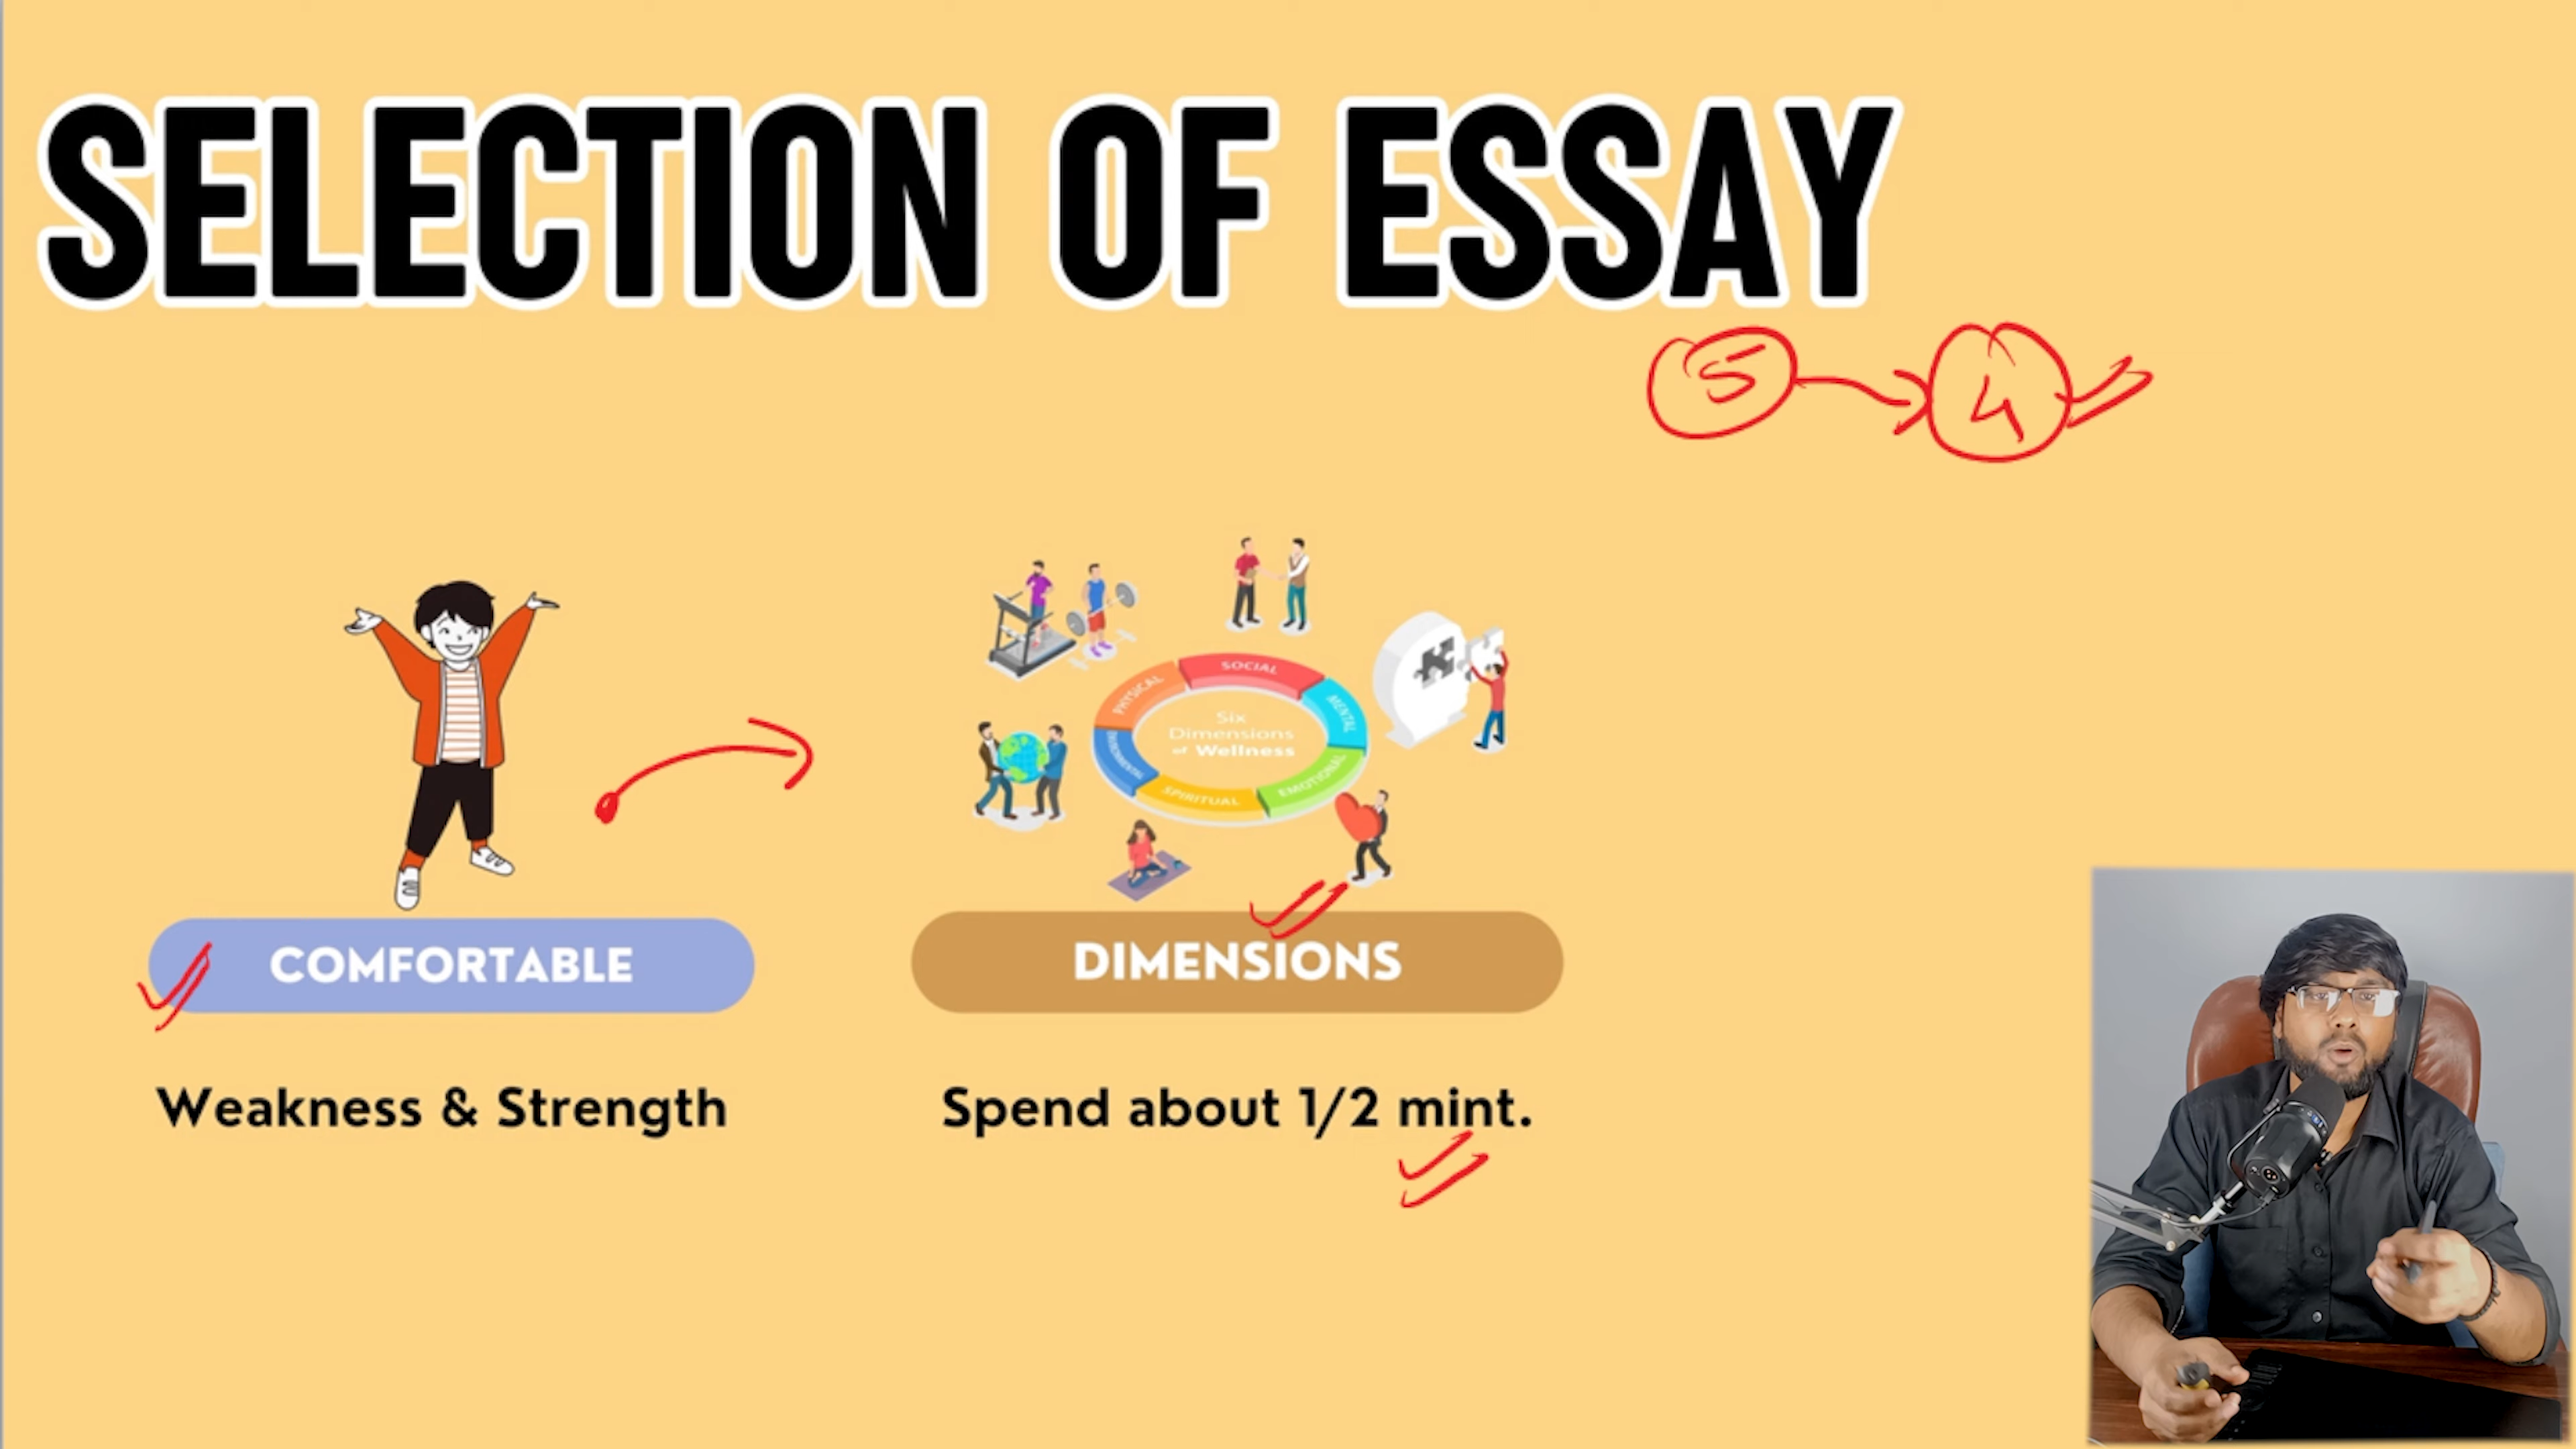 SELECTION OF ESSAY
5 4
SOCIAL
PHYSICAL
MENTAL
Six
Dimensions
of Wellness
ENVIRONMENTAL
EMOTIONAL
SPIRITUAL
COMFORTABLE
DIMENSIONS
Weakness & Strength
Spend about 1/2 mint.